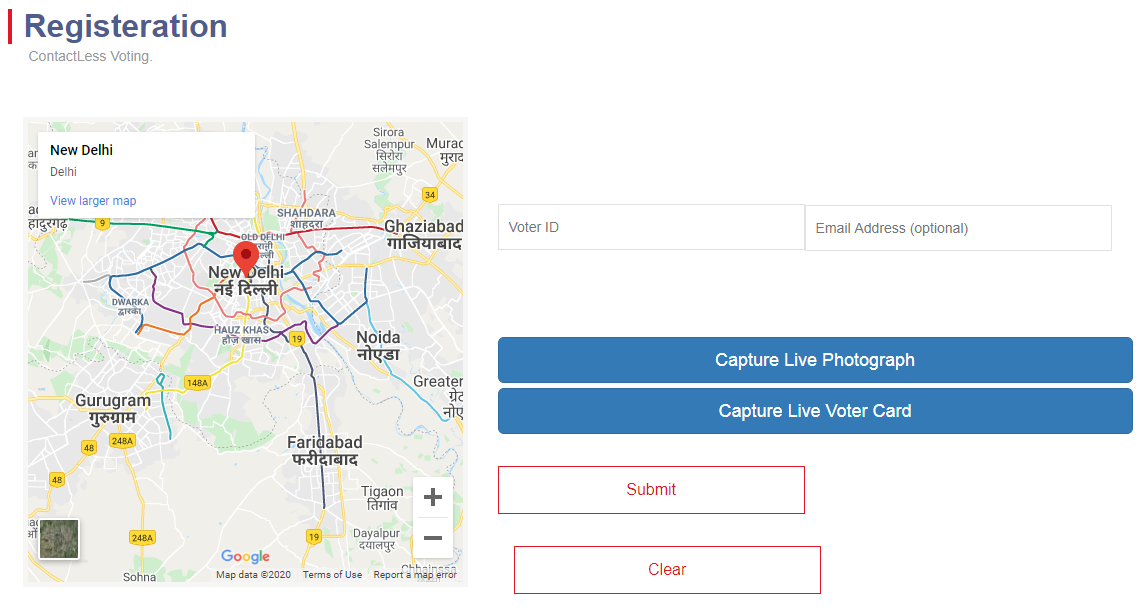 Registeration
ContactLess Voting.
New Delhi
Delhi
View larger map
Sirora
Salempur
सिरोरा
सलेमपुर
Murad
मुराद
34
हादुरगढ़
9
SHAHDARA
शाहदरा
Ghaziabad
गाज़ियाबाद
OLD DELHI
New Delhi
नई दिल्ली
DWARKA
द्वारका
HAUZ KHAS
हौज़ खास
19
Noida
नोएडा
148A
Greater
ग्रेट
नोए
Gurugram
गुरुग्राम
48
248A
Faridabad
फरीदाबाद
48
Tigaon
तिगांव
248A
19
Dayalpur
दयालपुर
Sohna
Google
Map data ©2020
Terms of Use
Report a map error
Voter ID
Email Address (optional)
Capture Live Photograph
Capture Live Voter Card
Submit
Clear